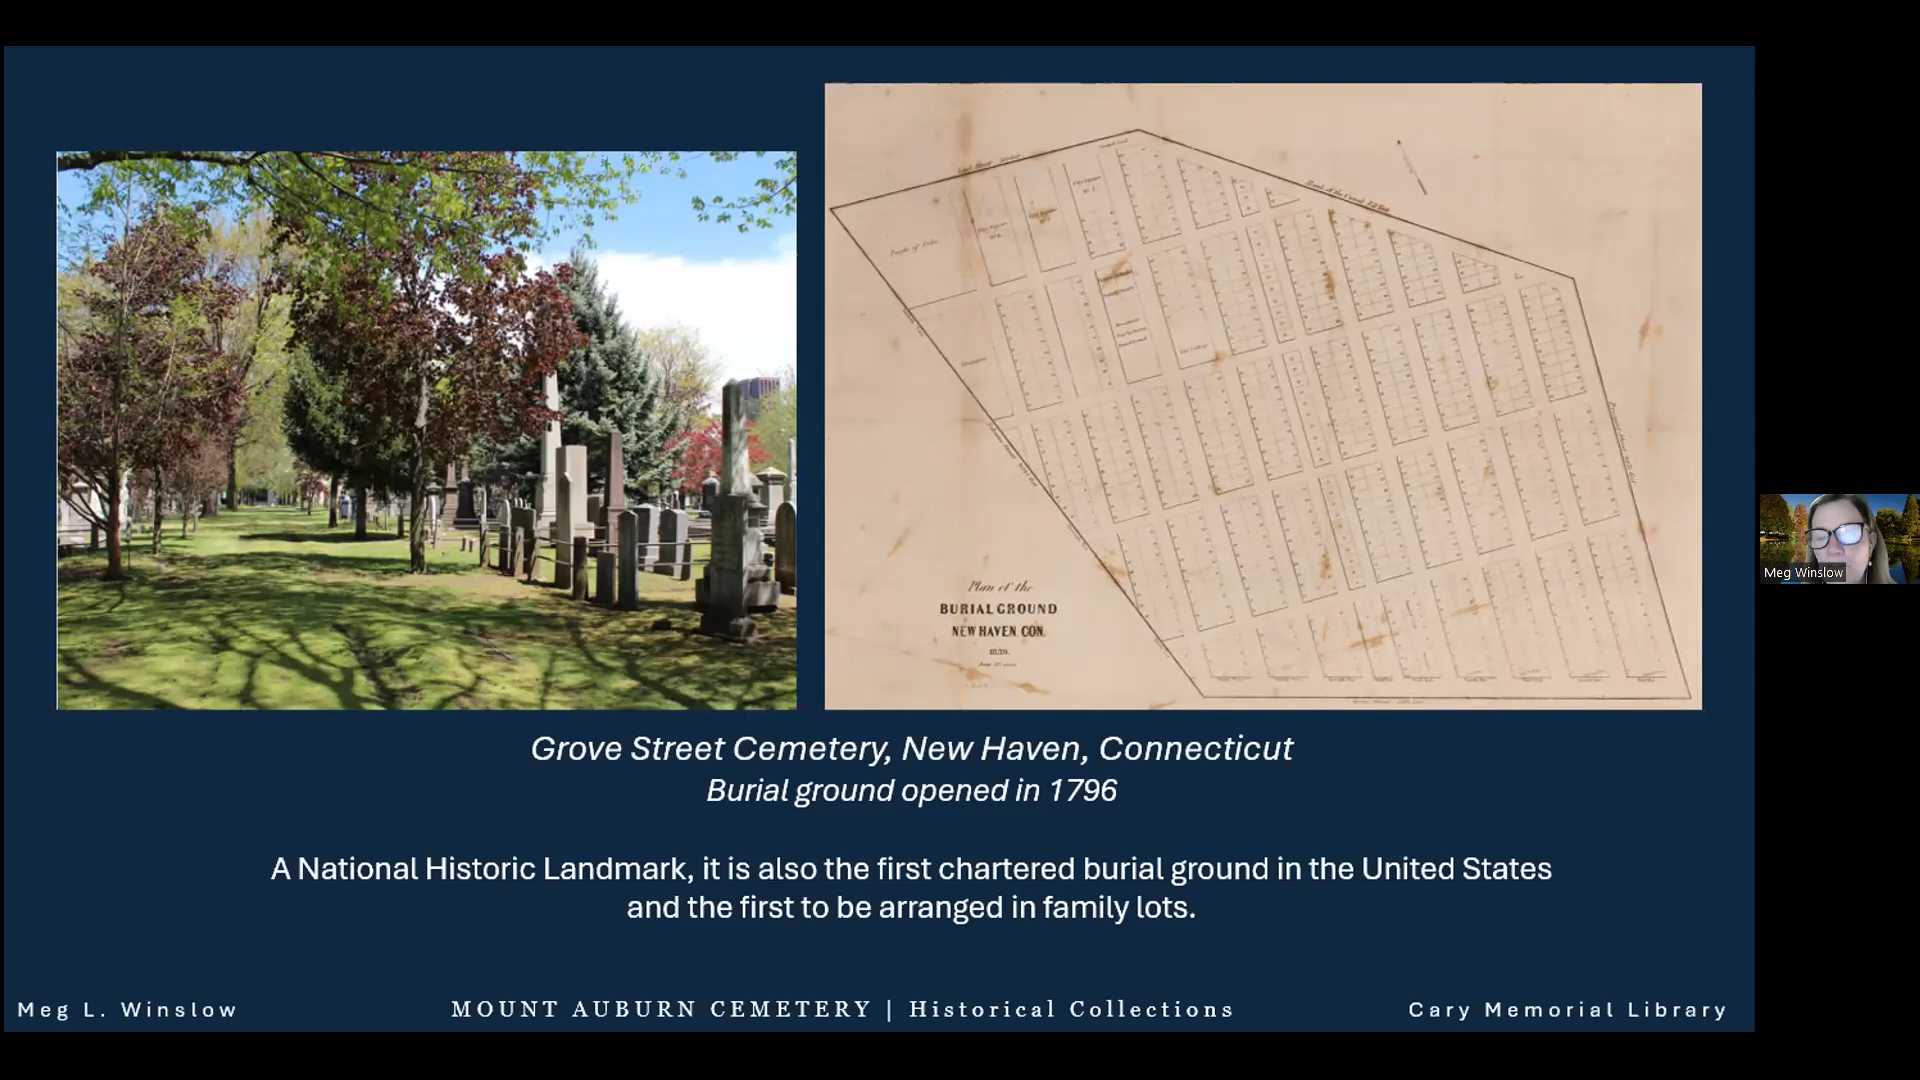 Plan of the
BURIAL GROUND
NEW HAVEN, CON.
1839.
Grove Street Cemetery, New Haven, Connecticut
Burial ground opened in 1796
A National Historic Landmark, it is also the first chartered burial ground in the United States
and the first to be arranged in family lots.
Meg L. Winslow
MOUNT AUBURN CEMETERY | Historical Collections
Cary Memorial Library
Meg Winslow